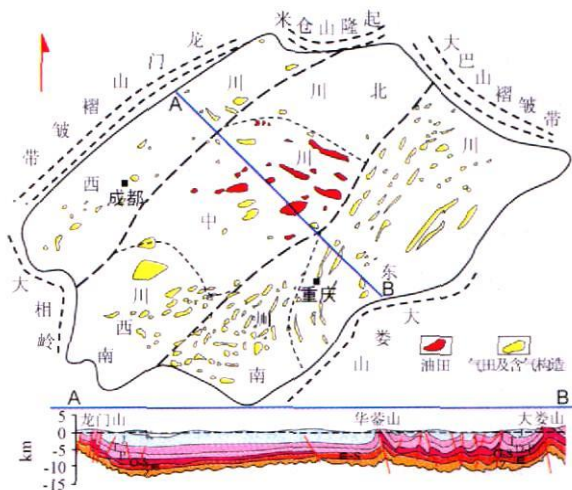 米仓山隆起
龙门山褶皱带
大巴山褶皱带
川西
川北
川中
川东
川西南
川南
大相岭
大娄山
A
成都
重庆
B
油田
气田及含气构造
A
B
龙门山
华蓥山
大娄山
km
5
0
-5
-10
-15